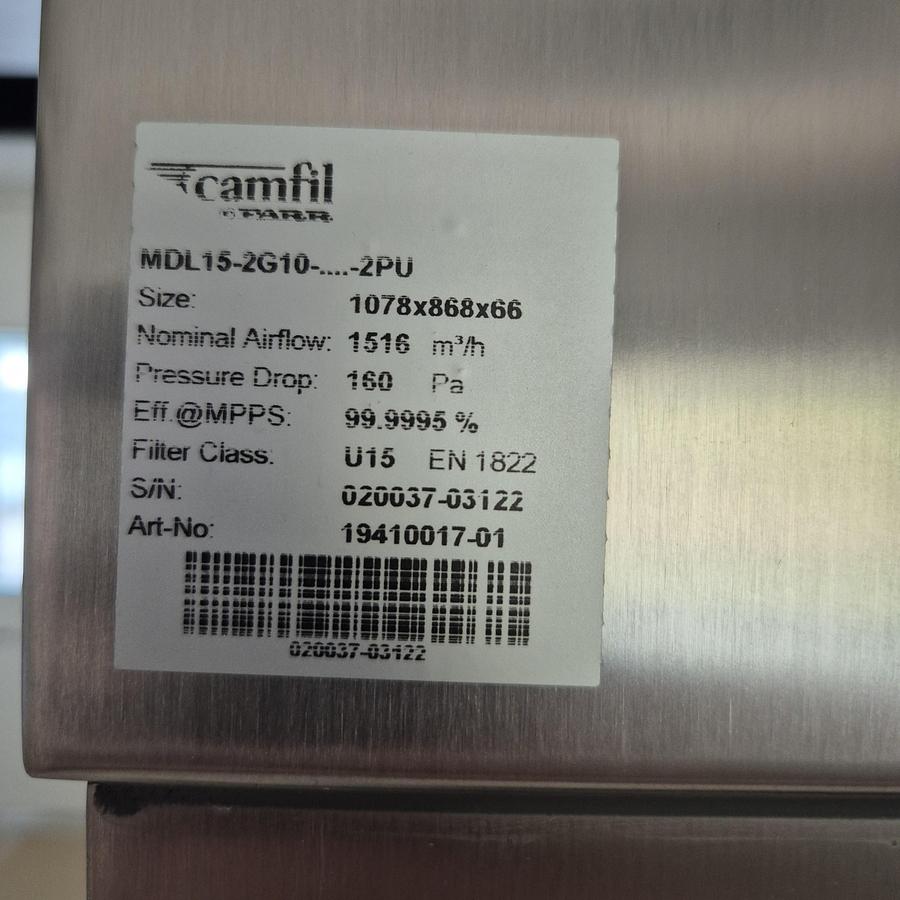 camfil
FARR
MDL15-2G10-....-2PU
Size: 1078x868x66
Nominal Airflow: 1516 m³/h
Pressure Drop: 160 Pa
Eff.@MPPS: 99.9995 %
Filter Class: U15 EN 1822
S/N: 020037-03122
Art-No: 19410017-01
020037-03122